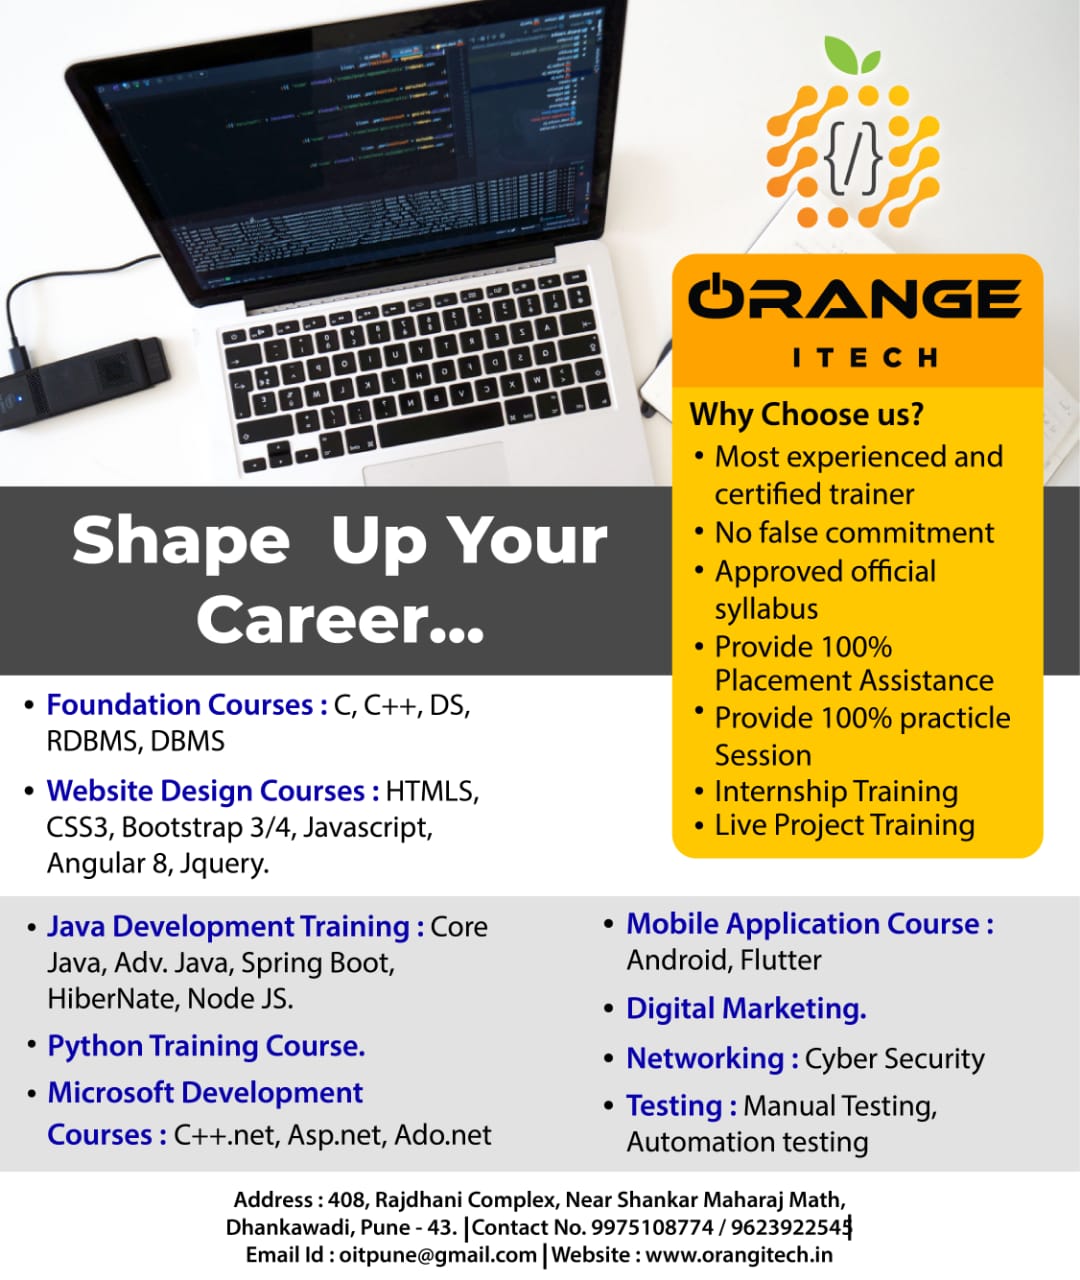 {/}
ORANGE
ITECH
Why Choose us?
• Most experienced and
certified trainer
• No false commitment
• Approved official
syllabus
• Provide 100%
Placement Assistance
• Provide 100% practicle
Session
• Internship Training
• Live Project Training
Shape Up Your
Career...
• Foundation Courses : C, C++, DS,
RDBMS, DBMS
• Website Design Courses : HTMLS,
CSS3, Bootstrap 3/4, Javascript,
Angular 8, Jquery.
• Java Development Training : Core
Java, Adv. Java, Spring Boot,
HiberNate, Node JS.
• Python Training Course.
• Microsoft Development
Courses : C++.net, Asp.net, Ado.net
• Mobile Application Course :
Android, Flutter
• Digital Marketing.
• Networking : Cyber Security
• Testing : Manual Testing,
Automation testing
Address : 408, Rajdhani Complex, Near Shankar Maharaj Math,
Dhankawadi, Pune - 43. | Contact No. 9975108774 / 9623922545
Email Id : oitpune@gmail.com | Website : www.orangitech.in